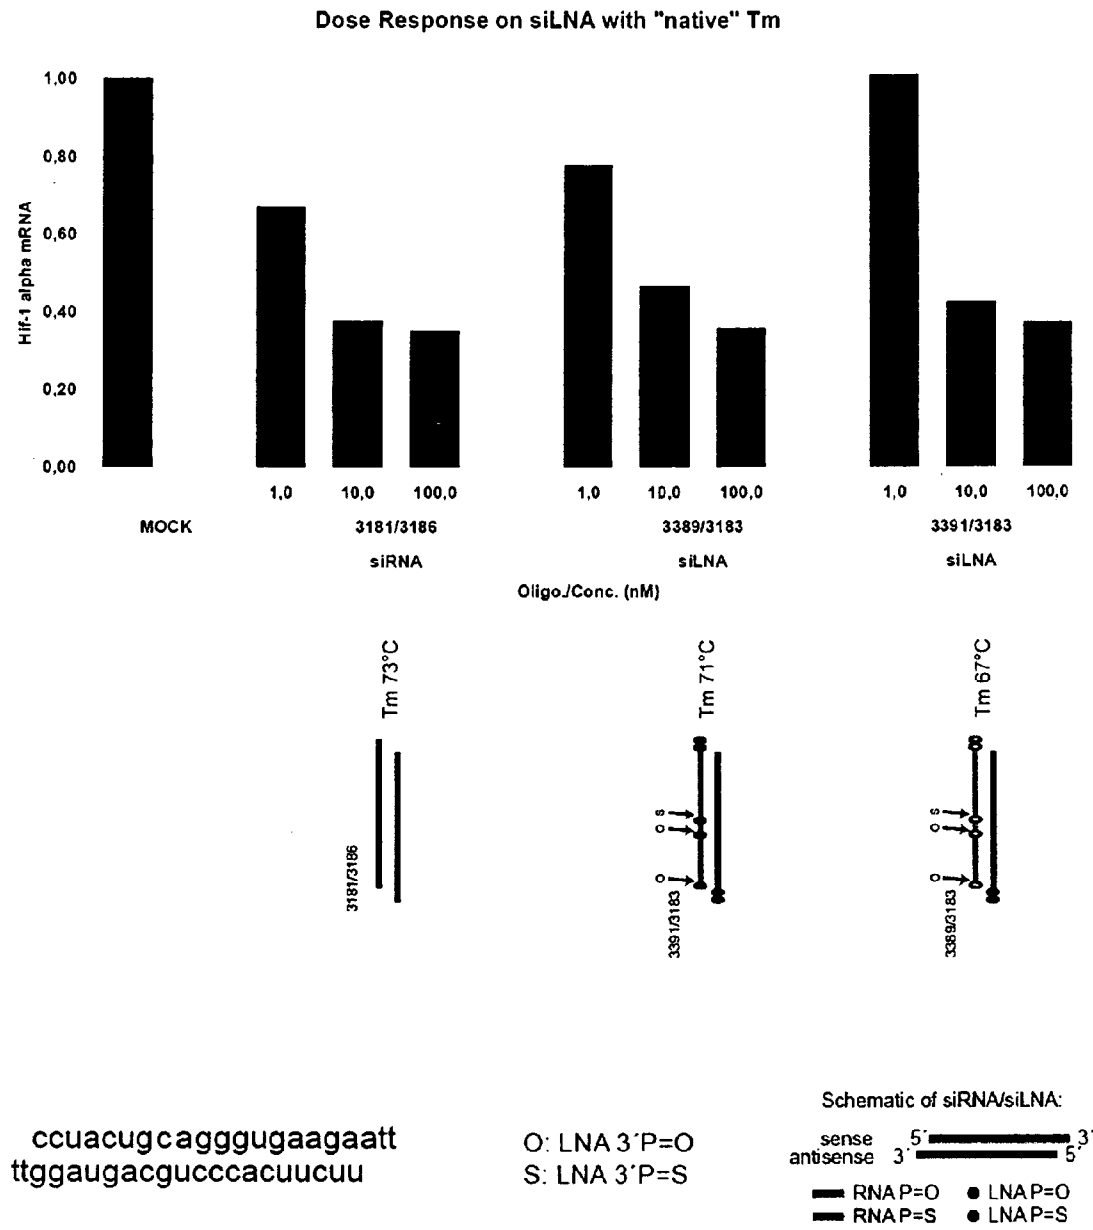 Dose Response on siLNA with "native" Tm
Hif-1 alpha mRNA
1,00
0,80
0,60
0,40
0,20
0,00
1,0 10,0 100,0 1,0 10,0 100,0 1,0 10,0 100,0
MOCK 3181/3186 3389/3183 3391/3183
siRNA siLNA siLNA
Oligo./Conc. (nM)
Tm 73°C Tm 71°C Tm 67°C
S S
O O
O O
3181/3186 3391/3183 3389/3183
Schematic of siRNA/siLNA:
ccuacugcagggugaagaatt
ttggaugacgucccacuucuu
O: LNA 3´P=O
S: LNA 3´P=S
sense 5´ 3´
antisense 3´ 5´
RNA P=O LNA P=O
RNA P=S LNA P=S